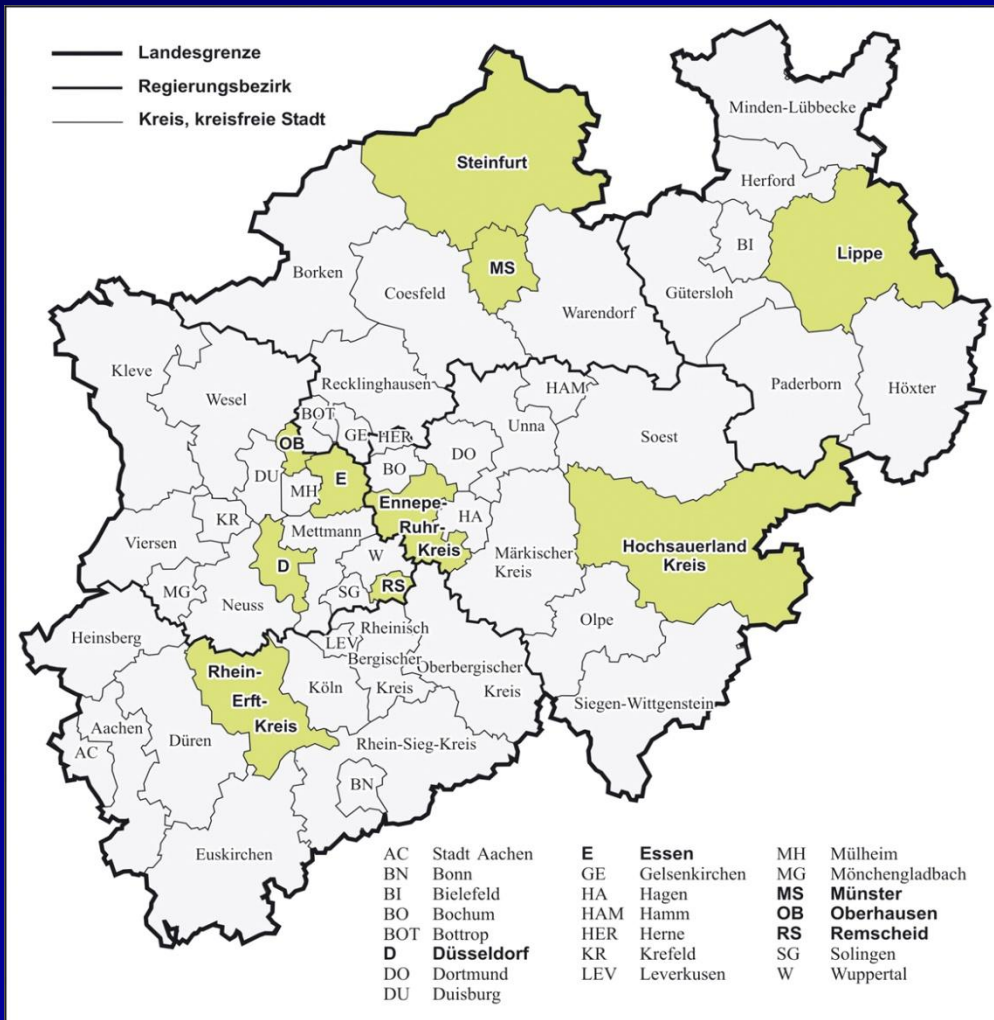 Landesgrenze
Regierungsbezirk
Kreis, kreisfreie Stadt
Minden-Lübbecke
Steinfurt
Herford
BI
Lippe
MS
Borken
Coesfeld
Gütersloh
Warendorf
Kleve
Wesel
Recklinghausen
HAM
Paderborn
Höxter
BOT
GE
HER
Unna
Soest
OB
DO
BO
DU
E
MH
Ennepe-
Ruhr-
Kreis
HA
KR
Mettmann
Viersen
W
Märkischer
Kreis
Hochsauerland
Kreis
D
RS
SG
MG
Neuss
Olpe
Heinsberg
LEV
Rheinisch
Bergischer
Kreis
Oberbergischer
Kreis
Rhein-
Erft-
Kreis
Köln
Siegen-Wittgenstein
Aachen
AC
Düren
Rhein-Sieg-Kreis
BN
Euskirchen
AC Stadt Aachen
BN Bonn
BI Bielefeld
BO Bochum
BOT Bottrop
D Düsseldorf
DO Dortmund
DU Duisburg
E Essen
GE Gelsenkirchen
HA Hagen
HAM Hamm
HER Herne
KR Krefeld
LEV Leverkusen
MH Mülheim
MG Mönchengladbach
MS Münster
OB Oberhausen
RS Remscheid
SG Solingen
W Wuppertal